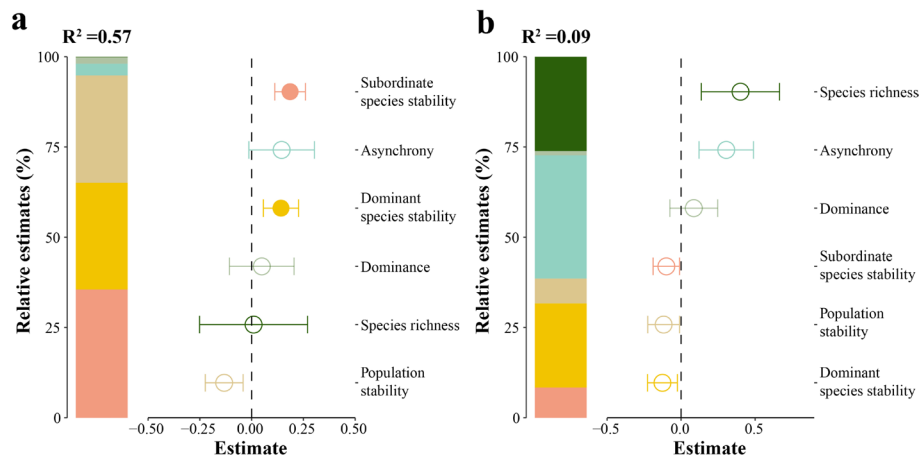 a
R² =0.57
Relative estimates (%)
100
75
50
25
0
Subordinate
species stability
Asynchrony
Dominant
species stability
Dominance
Species richness
Population
stability
−0.50
−0.25
0.00
0.25
0.50
Estimate
b
R² =0.09
Relative estimates (%)
100
75
50
25
0
Species richness
Asynchrony
Dominance
Subordinate
species stability
Population
stability
Dominant
species stability
−0.5
0.0
0.5
Estimate